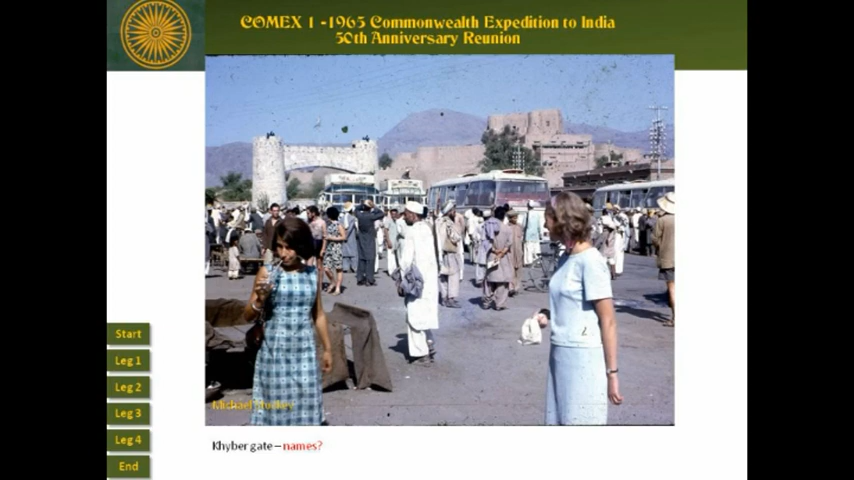 COMEX 1 -1965 Commonwealth Expedition to India
50th Anniversary Reunion
Michael
Khyber gate – names?
Start
Leg 1
Leg 2
Leg 3
Leg 4
End